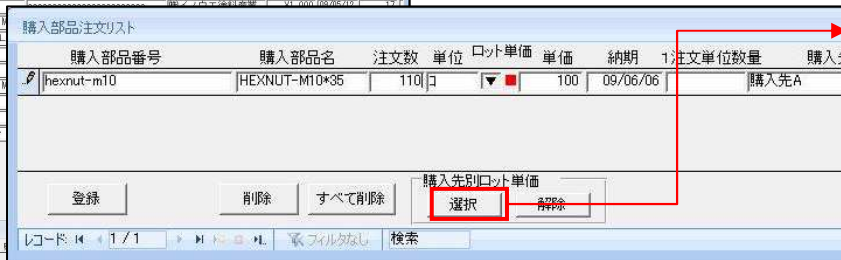 購入部品注文リスト
購入部品番号 購入部品名 注文数 単位 ロット単価 単価 納期 1注文単位数量 購入先
hexnut-m10 HEXNUT-M10*35 110 コ 100 09/06/06 購入先A
購入先別ロット単価
登録 削除 すべて削除 選択 解除
レコード: 1 / 1 フィルタなし 検索